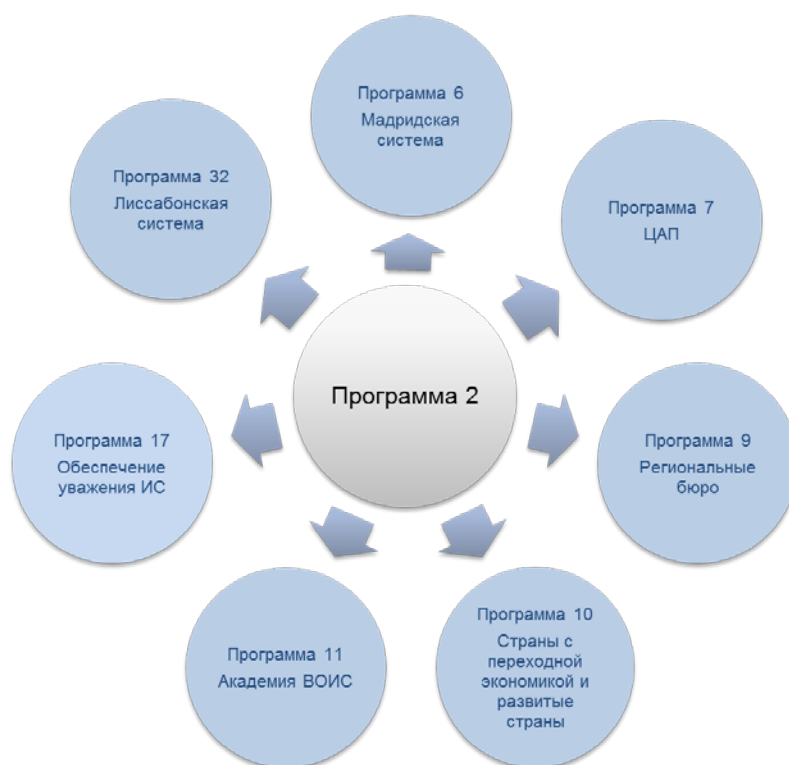 Программа 6
Мадридская
система
Программа 7
ЦАП
Программа 9
Региональные
бюро
Программа 10
Страны с
переходной
экономикой и
развитые
страны
Программа 11
Академия ВОИС
Программа 17
Обеспечение
уважения ИС
Программа 32
Лиссабонская
система
Программа 2